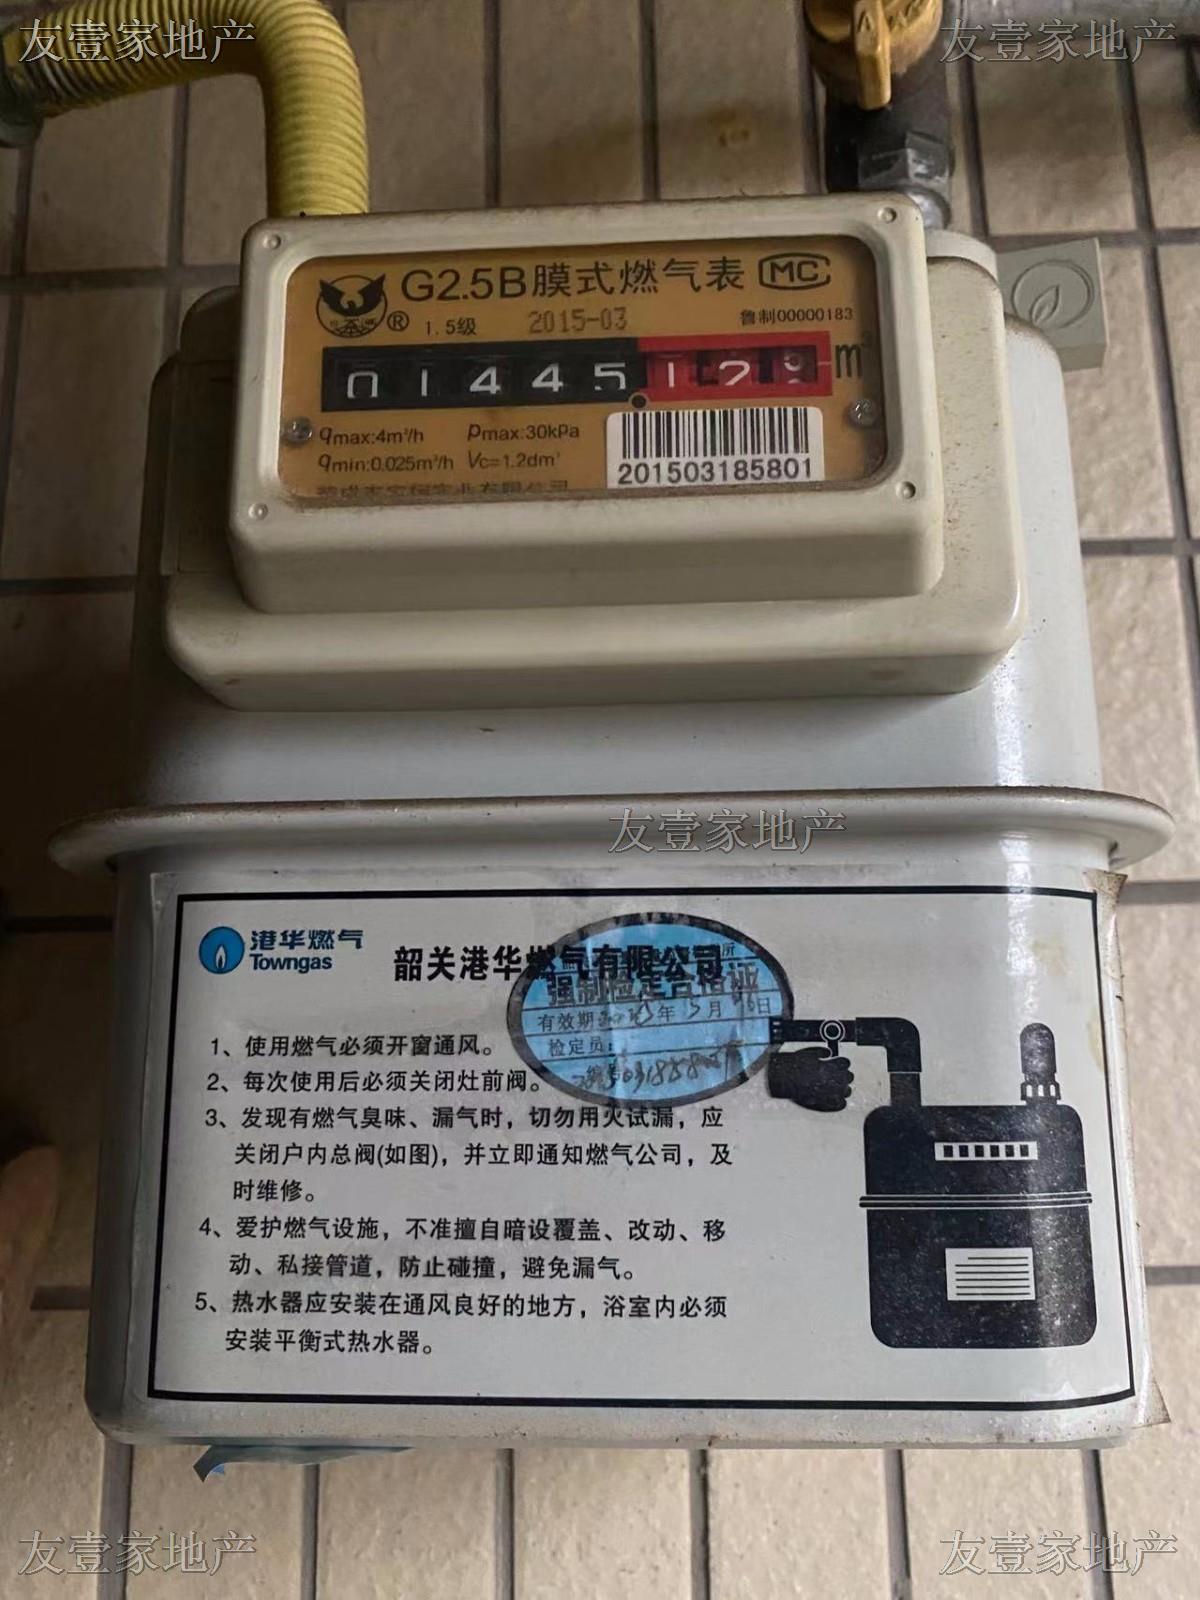 友壹家地产
友壹家地产
G2.5B膜式燃气表 MC
® 1.5级 2015-03 鲁制00000183
01445129 m³
qmax:4m³/h pmax:30kPa
qmin:0.025m³/h Vc=1.2dm³
201503185801
友壹家地产
港华燃气
Towngas
韶关港华燃气有限公司
强制检定合格证
有效期 年 5月 16日
检定员:
1、使用燃气必须开窗通风。
2、每次使用后必须关闭灶前阀。
3、发现有燃气臭味、漏气时，切勿用火试漏，应
关闭户内总阀(如图)，并立即通知燃气公司，及
时维修。
4、爱护燃气设施，不准擅自暗设覆盖、改动、移
动、私接管道，防止碰撞，避免漏气。
5、热水器应安装在通风良好的地方，浴室内必须
安装平衡式热水器。
友壹家地产
友壹家地产